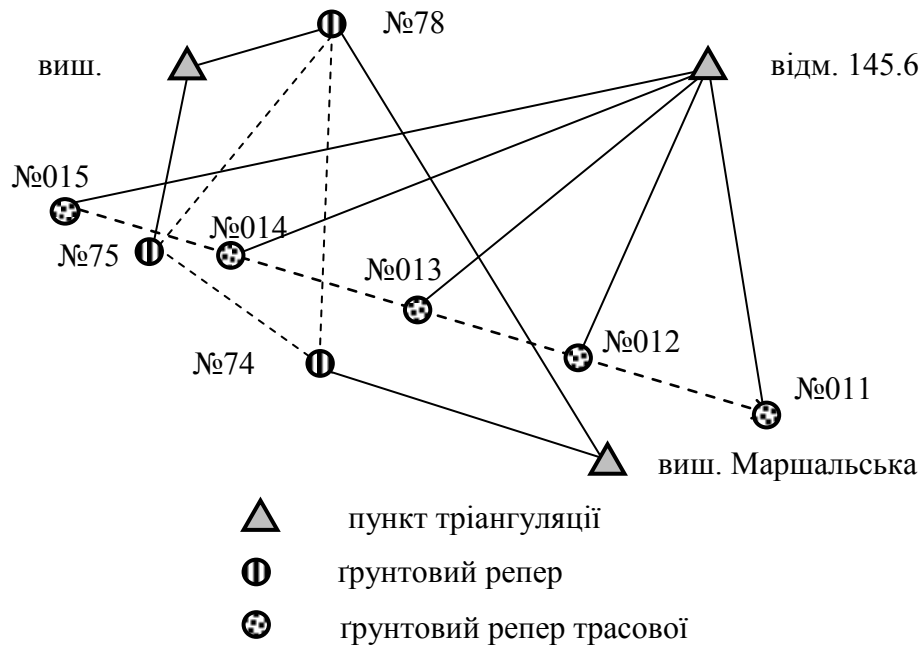 №78
виш.
відм. 145.6
№015
№75
№014
№013
№012
№74
№011
виш. Маршальська
пункт тріангуляції
ґрунтовий репер
ґрунтовий репер трасової